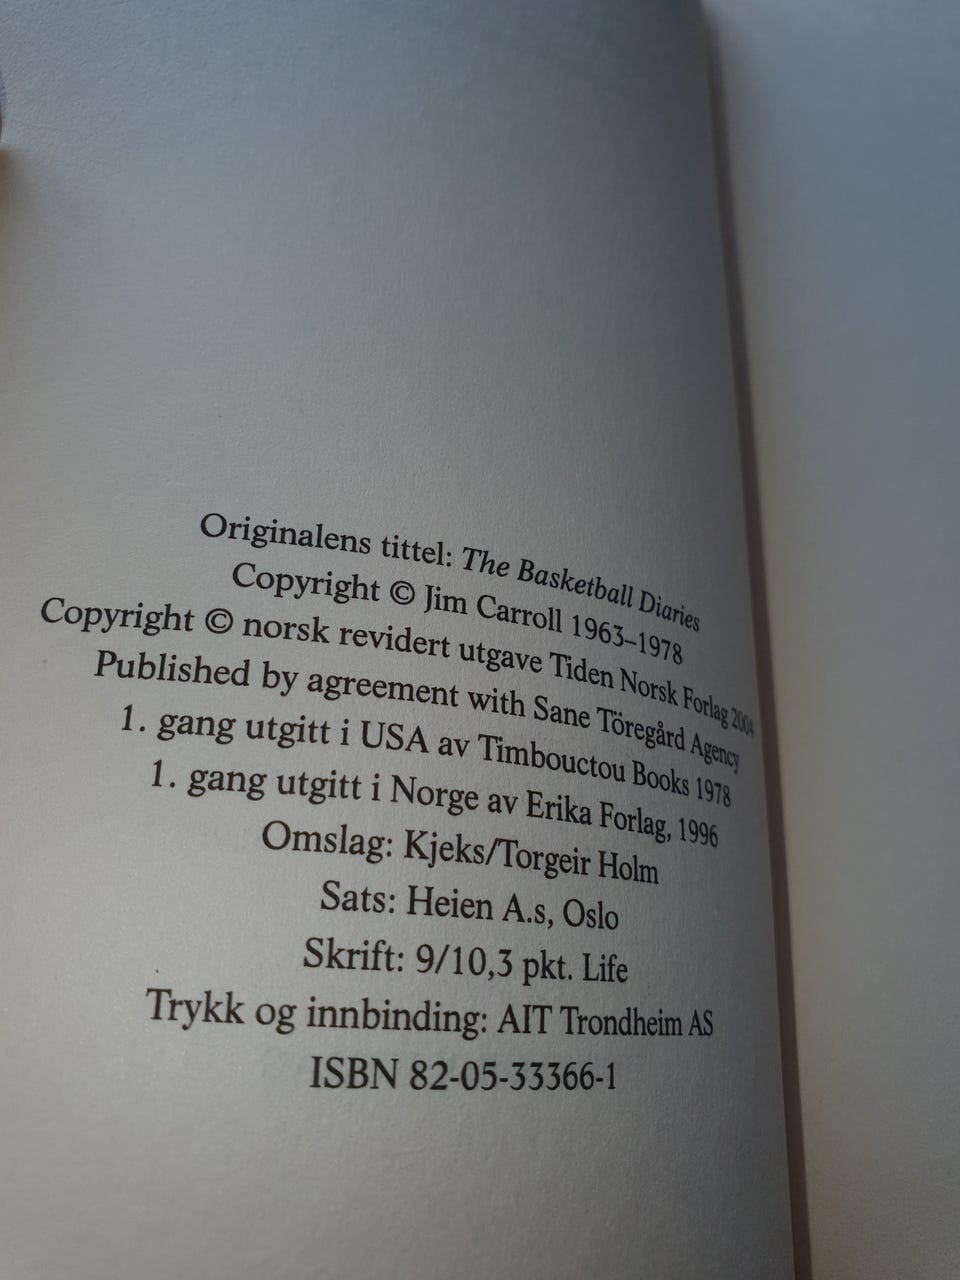 Originalens tittel: The Basketball Diaries
Copyright © Jim Carroll 1963–1978
Copyright © norsk revidert utgave Tiden Norsk Forlag 2004
Published by agreement with Sane Töregård Agency
1. gang utgitt i USA av Timbouctou Books 1978
1. gang utgitt i Norge av Erika Forlag, 1996
Omslag: Kjeks/Torgeir Holm
Sats: Heien A.s, Oslo
Skrift: 9/10,3 pkt. Life
Trykk og innbinding: AIT Trondheim AS
ISBN 82-05-33366-1